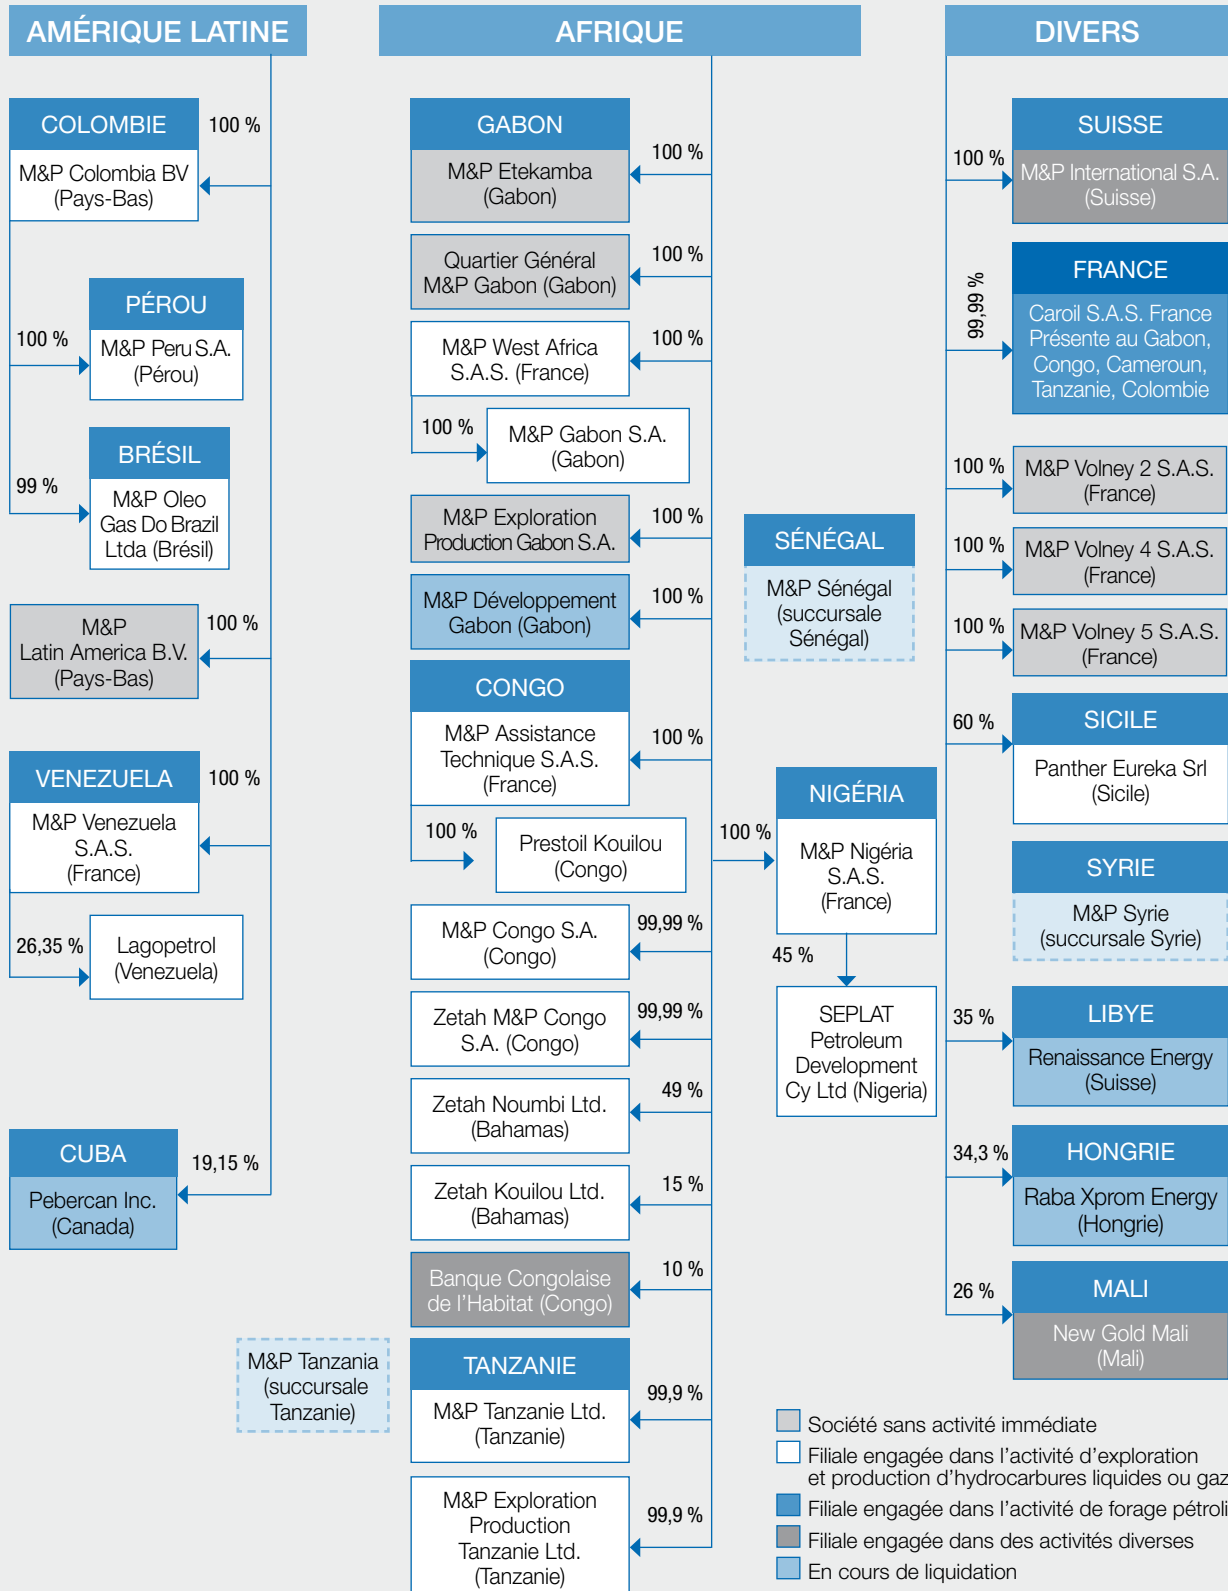 AMÉRIQUE LATINE
COLOMBIE
100 %
M&P Colombia BV
(Pays-Bas)
PÉROU
100 %
M&P Peru S.A.
(Pérou)
BRÉSIL
99 %
M&P Oleo
Gas Do Brazil
Ltda (Brésil)
M&P
Latin America B.V.
(Pays-Bas)
100 %
VENEZUELA
100 %
M&P Venezuela
S.A.S.
(France)
26,35 %
Lagopetrol
(Venezuela)
CUBA
19,15 %
Pebercan Inc.
(Canada)
AFRIQUE
GABON
100 %
M&P Etekamba
(Gabon)
Quartier Général
M&P Gabon (Gabon)
100 %
M&P West Africa
S.A.S. (France)
100 %
100 %
M&P Gabon S.A.
(Gabon)
M&P Exploration
Production Gabon S.A.
100 %
M&P Développement
Gabon (Gabon)
100 %
CONGO
M&P Assistance
Technique S.A.S.
(France)
100 %
100 %
Prestoil Kouilou
(Congo)
M&P Congo S.A.
(Congo)
99,99 %
Zetah M&P Congo
S.A. (Congo)
99,99 %
Zetah Noumbi Ltd.
(Bahamas)
49 %
Zetah Kouilou Ltd.
(Bahamas)
15 %
Banque Congolaise
de l'Habitat (Congo)
10 %
M&P Tanzania
(succursale
Tanzanie)
TANZANIE
M&P Tanzanie Ltd.
(Tanzanie)
99,9 %
M&P Exploration
Production
Tanzanie Ltd.
(Tanzanie)
99,9 %
SÉNÉGAL
M&P Sénégal
(succursale
Sénégal)
NIGÉRIA
100 %
M&P Nigéria
S.A.S.
(France)
45 %
SEPLAT
Petroleum
Development
Cy Ltd (Nigeria)
DIVERS
SUISSE
100 %
M&P International S.A.
(Suisse)
FRANCE
99,99 %
Caroil S.A.S. France
Présente au Gabon,
Congo, Cameroun,
Tanzanie, Colombie
100 %
M&P Volney 2 S.A.S.
(France)
100 %
M&P Volney 4 S.A.S.
(France)
100 %
M&P Volney 5 S.A.S.
(France)
60 %
SICILE
Panther Eureka Srl
(Sicile)
SYRIE
M&P Syrie
(succursale Syrie)
35 %
LIBYE
Renaissance Energy
(Suisse)
34,3 %
HONGRIE
Raba Xprom Energy
(Hongrie)
26 %
MALI
New Gold Mali
(Mali)
Société sans activité immédiate
Filiale engagée dans l'activité d'exploration
et production d'hydrocarbures liquides ou gaz
Filiale engagée dans l'activité de forage pétroli
Filiale engagée dans des activités diverses
En cours de liquidation